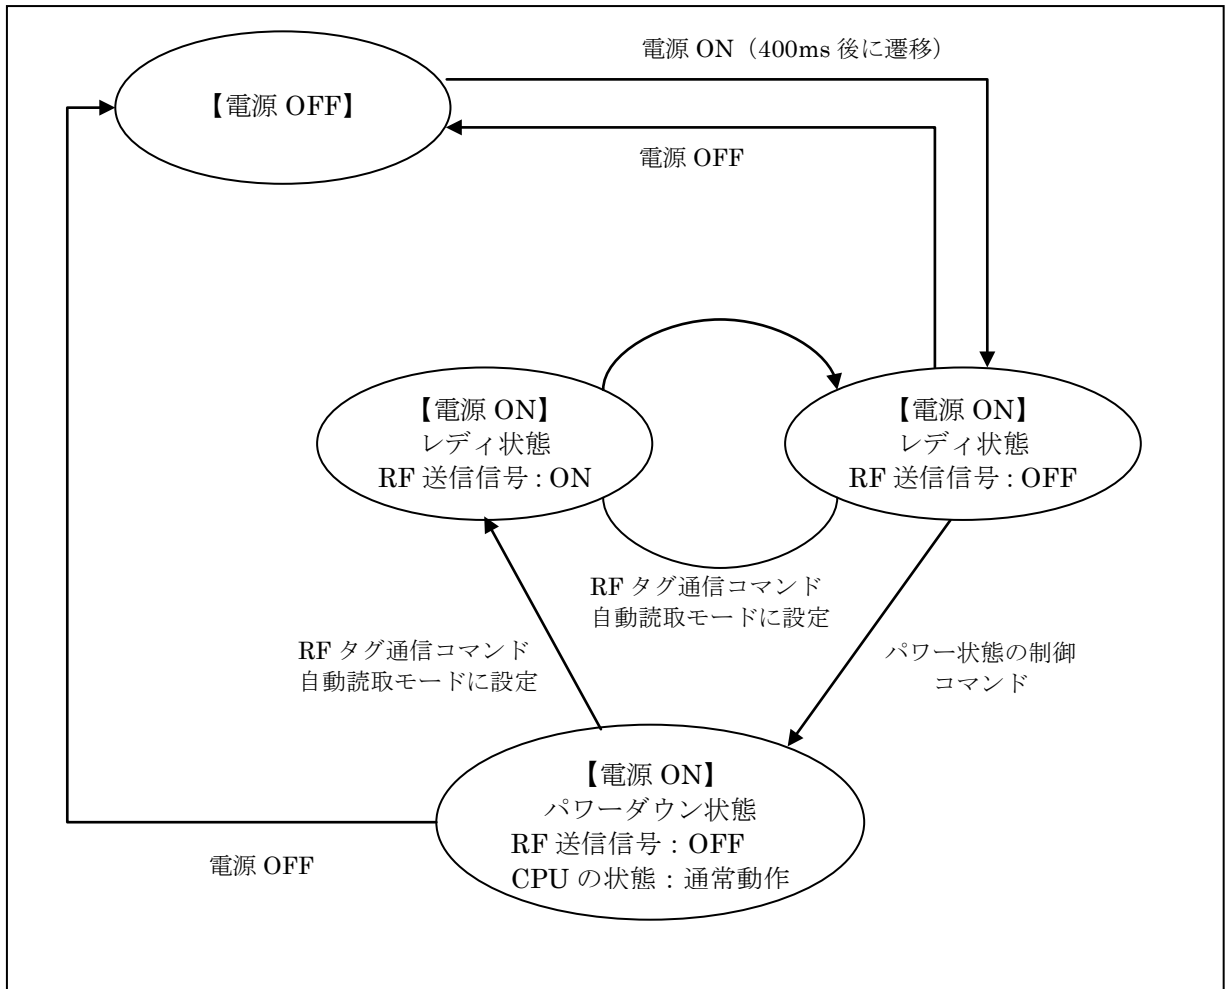 電源 ON（400ms 後に遷移）
【電源 OFF】
電源 OFF
【電源 ON】
レディ状態
RF 送信信号 : ON
【電源 ON】
レディ状態
RF 送信信号 : OFF
RF タグ通信コマンド
自動読取モードに設定
RF タグ通信コマンド
自動読取モードに設定
パワー状態の制御
コマンド
【電源 ON】
パワーダウン状態
RF 送信信号 : OFF
CPU の状態 : 通常動作
電源 OFF